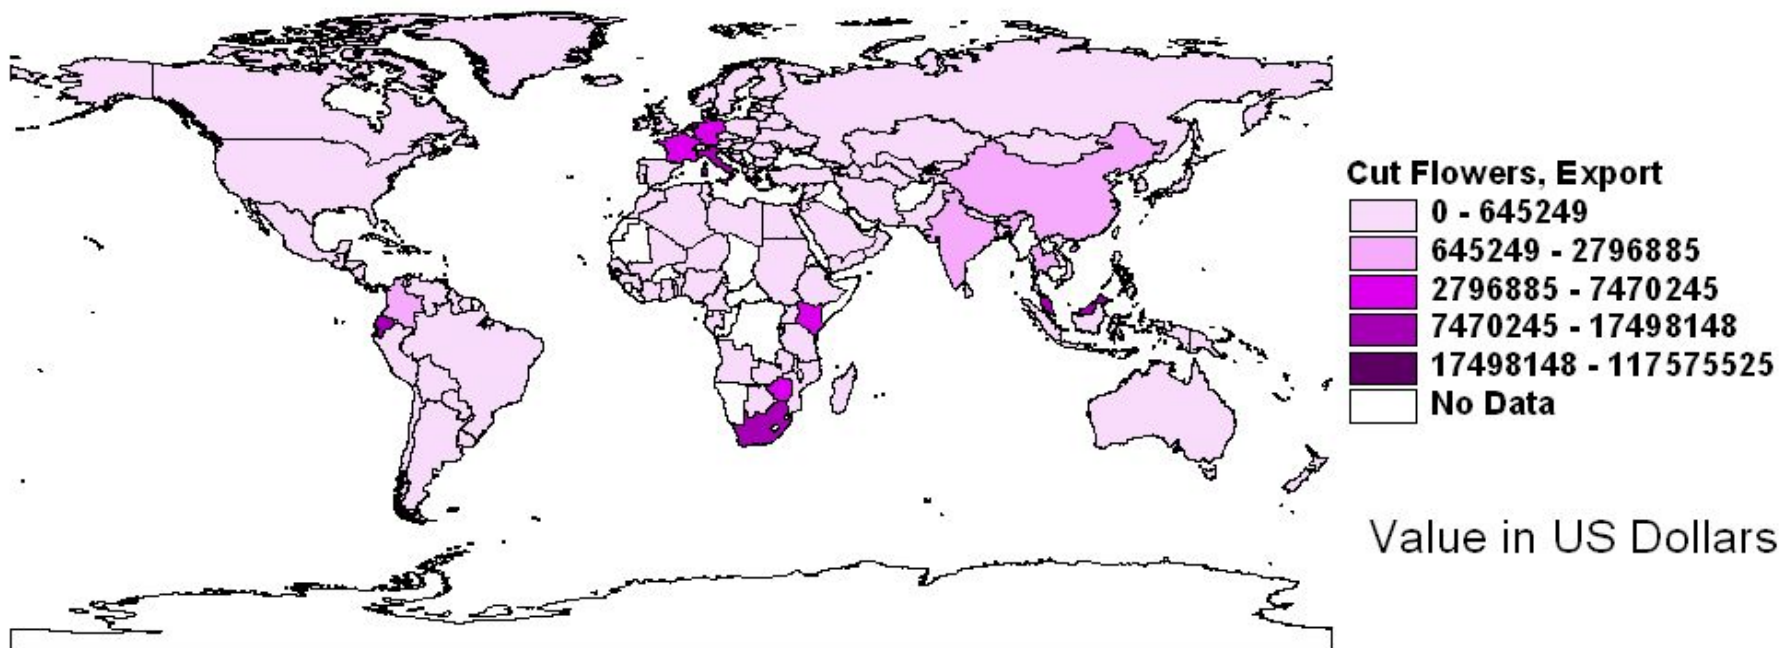 Cut Flowers, Export
0 - 645249
645249 - 2796885
2796885 - 7470245
7470245 - 17498148
17498148 - 117575525
No Data
Value in US Dollars